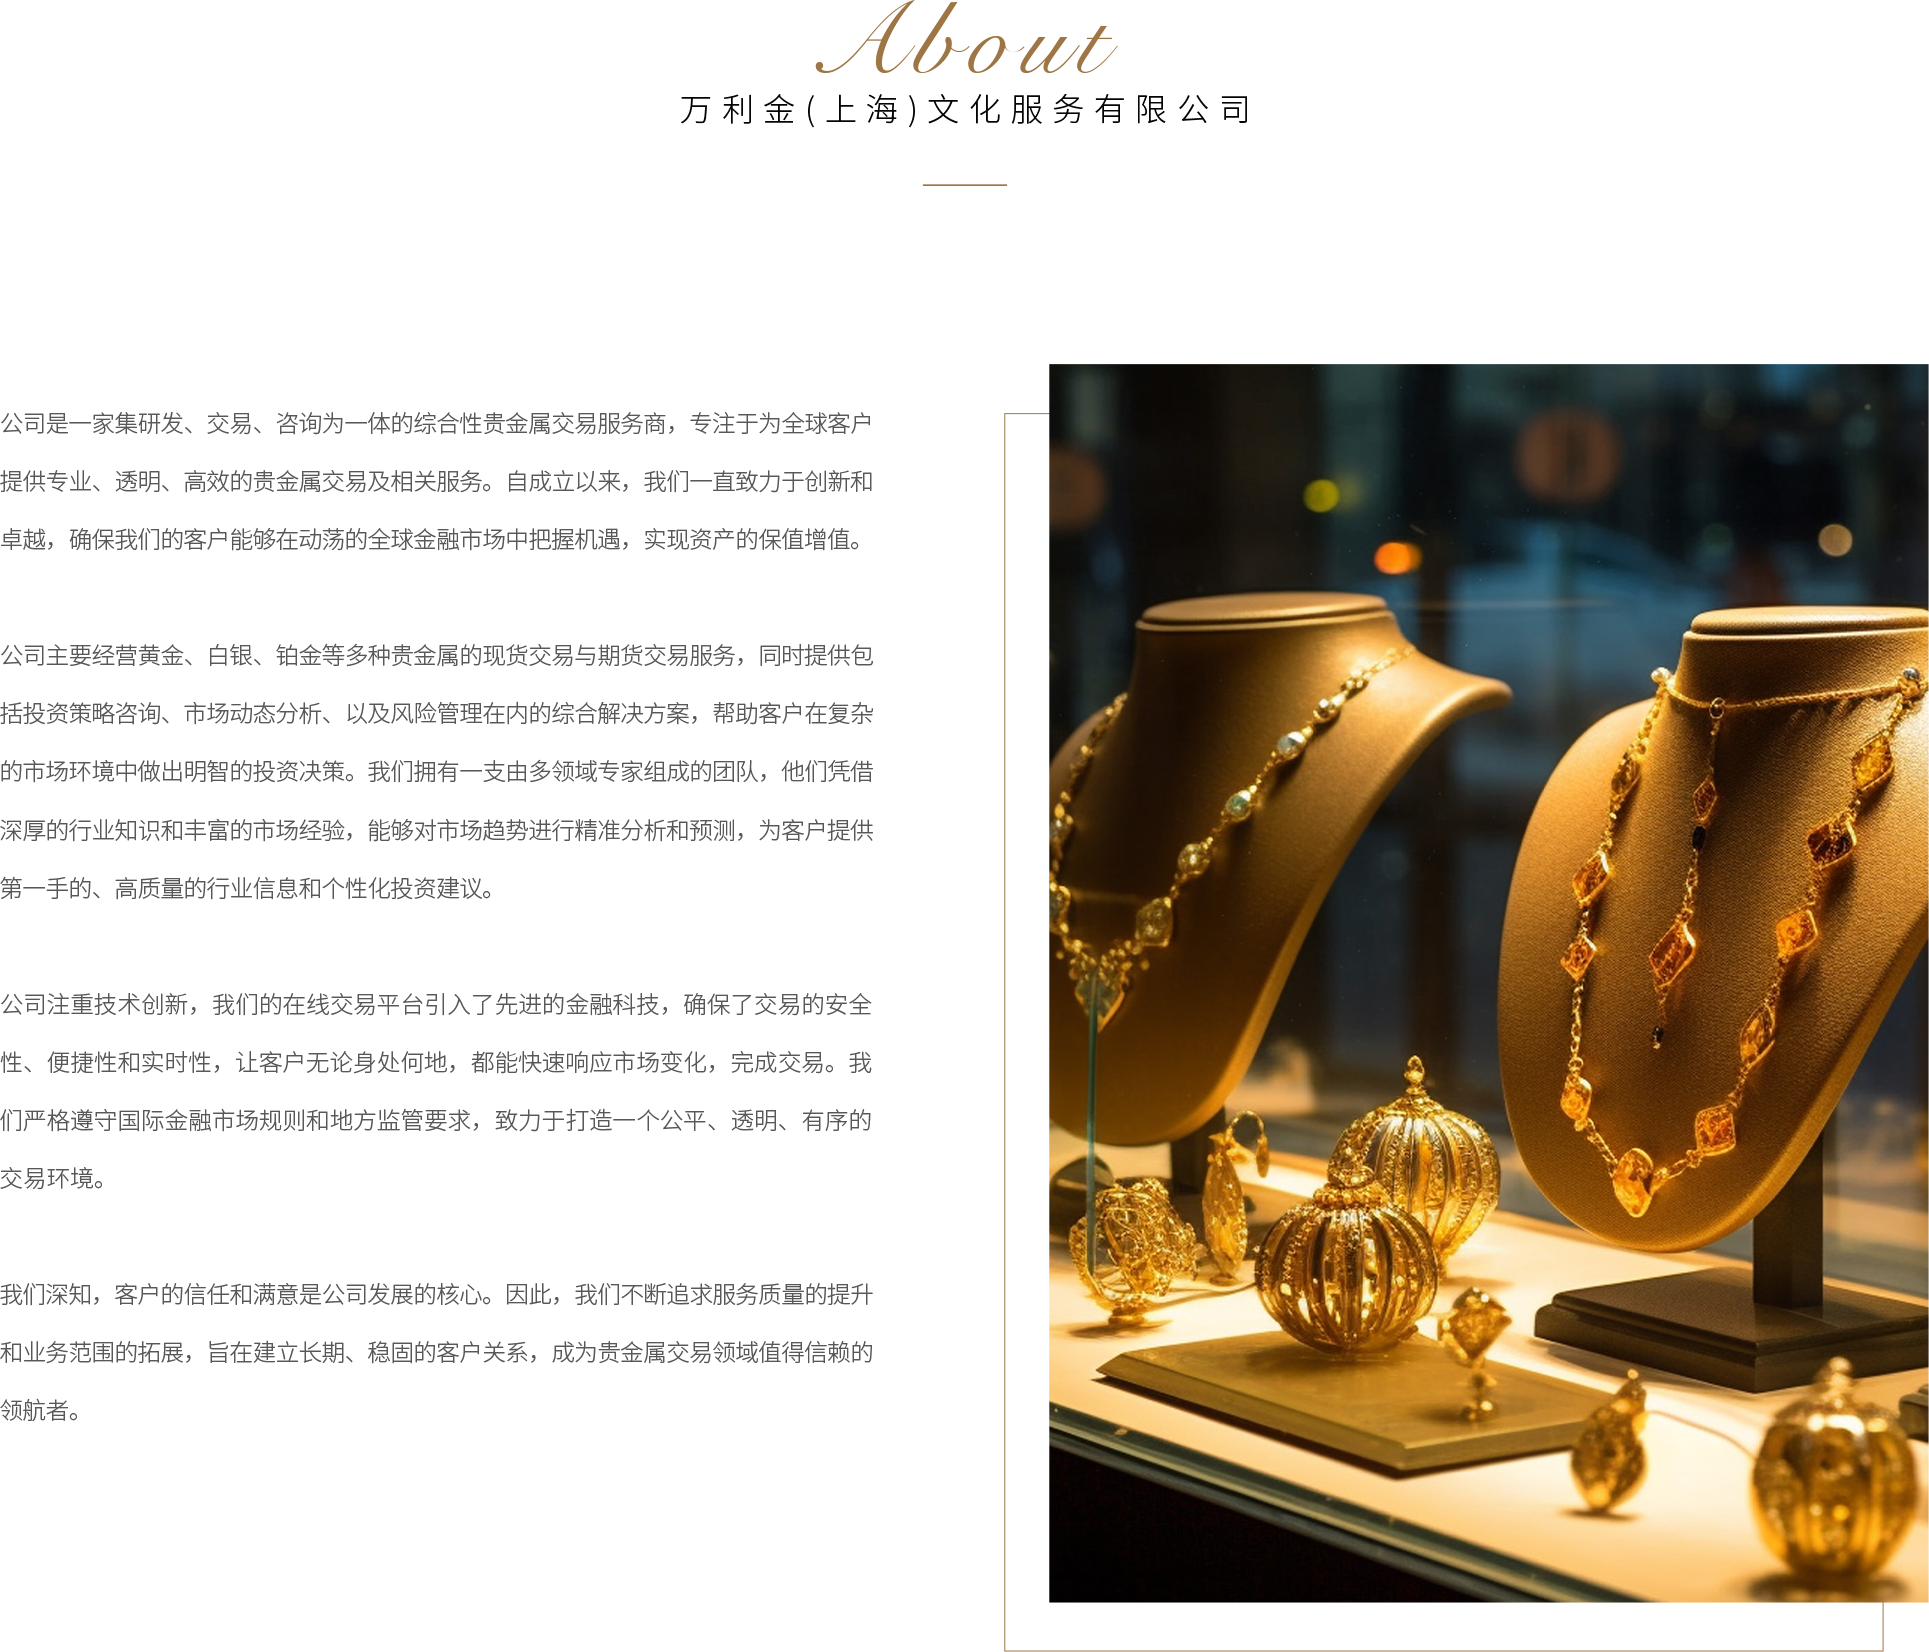 About
万利金(上海)文化服务有限公司
公司是一家集研发、交易、咨询为一体的综合性贵金属交易服务商，专注于为全球客户
提供专业、透明、高效的贵金属交易及相关服务。自成立以来，我们一直致力于创新和
卓越，确保我们的客户能够在动荡的全球金融市场中把握机遇，实现资产的保值增值。
公司主要经营黄金、白银、铂金等多种贵金属的现货交易与期货交易服务，同时提供包
括投资策略咨询、市场动态分析、以及风险管理在内的综合解决方案，帮助客户在复杂
的市场环境中做出明智的投资决策。我们拥有一支由多领域专家组成的团队，他们凭借
深厚的行业知识和丰富的市场经验，能够对市场趋势进行精准分析和预测，为客户提供
第一手的、高质量的行业信息和个性化投资建议。
公司注重技术创新，我们的在线交易平台引入了先进的金融科技，确保了交易的安全
性、便捷性和实时性，让客户无论身处何地，都能快速响应市场变化，完成交易。我
们严格遵守国际金融市场规则和地方监管要求，致力于打造一个公平、透明、有序的
交易环境。
我们深知，客户的信任和满意是公司发展的核心。因此，我们不断追求服务质量的提升
和业务范围的拓展，旨在建立长期、稳固的客户关系，成为贵金属交易领域值得信赖的
领航者。